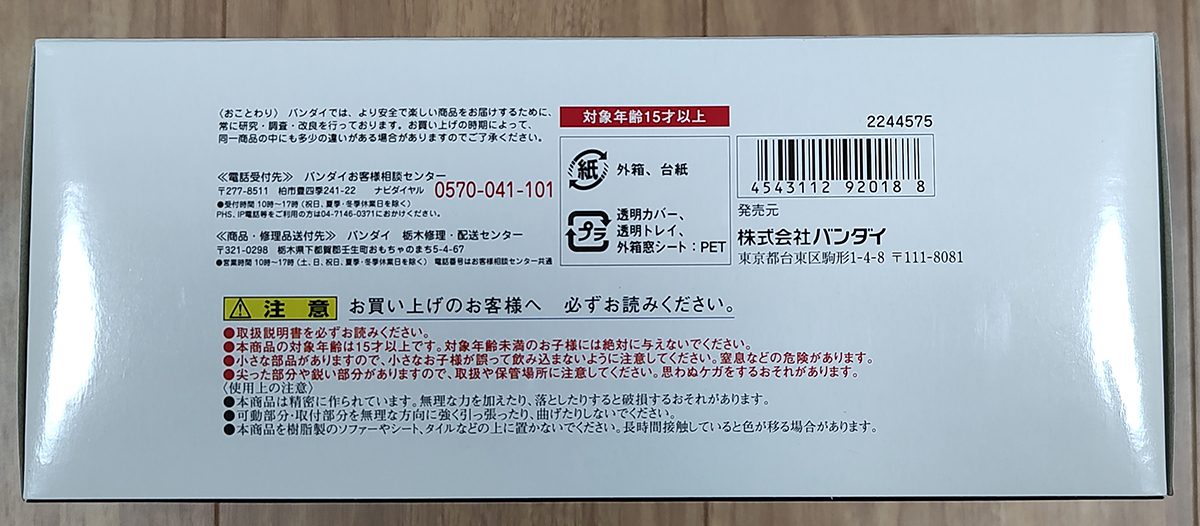 〈おことわり〉 バンダイでは、より安全で楽しい商品をお届けするために、
常に研究・調査・改良を行っております。お買い上げの時期によって、
同一商品の中にも多少の違いがある場合がありますのでご了承ください。
≪電話受付先≫ バンダイお客様相談センター
〒277-8511 柏市豊四季241-22 ナビダイヤル 0570-041-101
●受付時間 10時～17時 (祝日、夏季・冬季休業日を除く)
PHS、IP電話等をご利用の方は04-7146-0371におかけください。
≪商品・修理品送付先≫ バンダイ 栃木修理・配送センター
〒321-0298 栃木県下都賀郡壬生町おもちゃのまち5-4-67
●営業時間 10時～17時 (土、日、祝日、夏季・冬季休業日を除く) 電話番号はお客様相談センター共通
対象年齢15才以上
紙 外箱、台紙
プラ 透明カバー、
透明トレイ、
外箱窓シート：PET
2244575
4543112 92018 8
発売元
株式会社バンダイ
東京都台東区駒形1-4-8 〒111-8081
注 意 お買い上げのお客様へ 必ずお読みください。
●取扱説明書を必ずお読みください。
●本商品の対象年齢は15才以上です。対象年齢未満のお子様には絶対に与えないでください。
●小さな部品がありますので、小さなお子様が誤って飲み込まないように注意してください。窒息などの危険があります。
●尖った部分や鋭い部分がありますので、取扱や保管場所に注意してください。思わぬケガをするおそれがあります。
〈使用上の注意〉
●本商品は精密に作られています。無理な力を加えたり、落としたりすると破損するおそれがあります。
●可動部分・取付部分を無理な方向に強く引っ張ったり、曲げたりしないでください。
●本商品を樹脂製のソファーやシート、タイルなどの上に置かないでください。長時間接触していると色が移る場合があります。